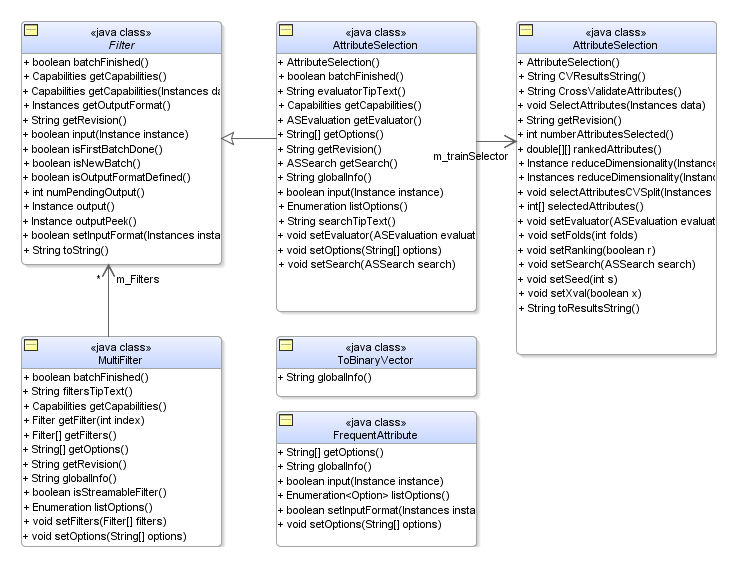 «java class»
Filter
+ boolean batchFinished()
+ Capabilities getCapabilities()
+ Capabilities getCapabilities(Instances da
+ Instances getOutputFormat()
+ String getRevision()
+ boolean input(Instance instance)
+ boolean isFirstBatchDone()
+ boolean isNewBatch()
+ boolean isOutputFormatDefined()
+ int numPendingOutput()
+ Instance output()
+ Instance outputPeek()
+ boolean setInputFormat(Instances insta
+ String toString()
«java class»
AttributeSelection
+ AttributeSelection()
+ boolean batchFinished()
+ String evaluatorTipText()
+ Capabilities getCapabilities()
+ ASEvaluation getEvaluator()
+ String[] getOptions()
+ String getRevision()
+ ASSearch getSearch()
+ String globalInfo()
+ boolean input(Instance instance)
+ Enumeration listOptions()
+ String searchTipText()
+ void setEvaluator(ASEvaluation evaluat
+ void setOptions(String[] options)
+ void setSearch(ASSearch search)
m_trainSelector
«java class»
AttributeSelection
+ AttributeSelection()
+ String CVResultsString()
+ String CrossValidateAttributes()
+ void SelectAttributes(Instances data)
+ String getRevision()
+ int numberAttributesSelected()
+ double[][] rankedAttributes()
+ Instance reduceDimensionality(Instance
+ Instances reduceDimensionality(Instanc
+ void selectAttributesCVSplit(Instances
+ int[] selectedAttributes()
+ void setEvaluator(ASEvaluation evaluat
+ void setFolds(int folds)
+ void setRanking(boolean r)
+ void setSearch(ASSearch search)
+ void setSeed(int s)
+ void setXval(boolean x)
+ String toResultsString()
* m_Filters
«java class»
MultiFilter
+ boolean batchFinished()
+ String filtersTipText()
+ Capabilities getCapabilities()
+ Filter getFilter(int index)
+ Filter[] getFilters()
+ String[] getOptions()
+ String getRevision()
+ String globalInfo()
+ boolean isStreamableFilter()
+ Enumeration listOptions()
+ void setFilters(Filter[] filters)
+ void setOptions(String[] options)
«java class»
ToBinaryVector
+ String globalInfo()
«java class»
FrequentAttribute
+ String[] getOptions()
+ String globalInfo()
+ boolean input(Instance instance)
+ Enumeration<Option> listOptions()
+ boolean setInputFormat(Instances insta
+ void setOptions(String[] options)